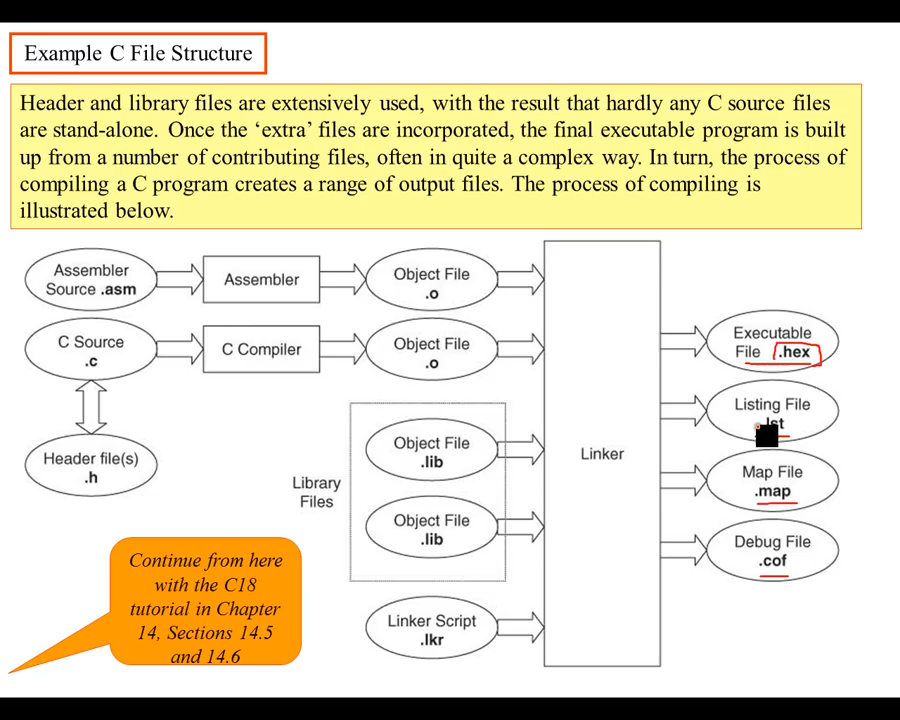 Example C File Structure
Header and library files are extensively used, with the result that hardly any C source files
are stand-alone. Once the ‘extra’ files are incorporated, the final executable program is built
up from a number of contributing files, often in quite a complex way. In turn, the process of
compiling a C program creates a range of output files. The process of compiling is
illustrated below.
Assembler
Source .asm
Assembler
Object File
.o
C Source
.c
C Compiler
Object File
.o
Header file(s)
.h
Library
Files
Object File
.lib
Object File
.lib
Linker Script
.lkr
Linker
Executable
File .hex
Listing File
.lst
Map File
.map
Debug File
.cof
Continue from here
with the C18
tutorial in Chapter
14, Sections 14.5
and 14.6